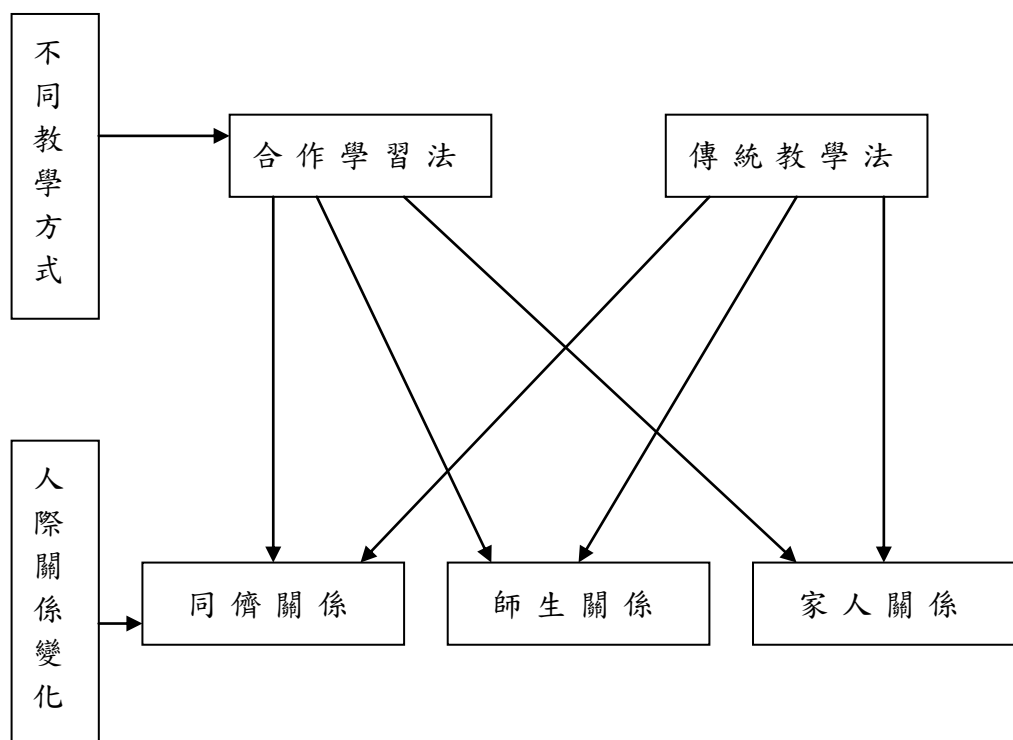 不同教學方式
合作學習法
傳統教學法
人際關係變化
同儕關係
師生關係
家人關係